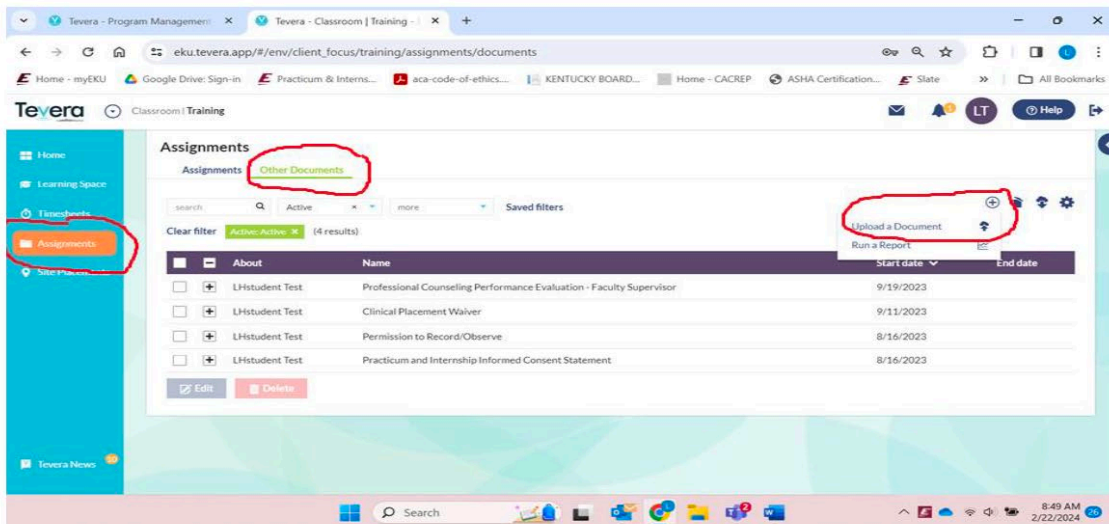 Tevera - Program Management
Tevera - Classroom | Training -
eku.tevera.app/#/env/client_focus/training/assignments/documents
L
Home - myEKU Google Drive: Sign-in Practicum & Interns... aca-code-of-ethics.... KENTUCKY BOARD... Home - CACREP ASHA Certification... Slate » All Bookmarks
Tevera Classroom | Training LT Help
Home
Learning Space
Timesheets
Assignments
Tevera News
Assignments
Assignments Other Documents
search Active × more Saved filters
Upload a Document
Run a Report
Clear filter Active: Active × (4 results)
About Name Start date End date
LHstudent Test Professional Counseling Performance Evaluation - Faculty Supervisor 9/19/2023
LHstudent Test Clinical Placement Waiver 9/11/2023
LHstudent Test Permission to Record/Observe 8/16/2023
LHstudent Test Practicum and Internship Informed Consent Statement 8/16/2023
Edit Delete
Search
8:49 AM
2/22/2024
26